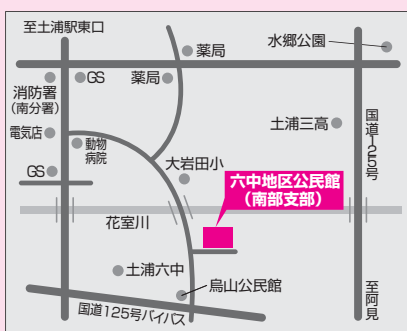 至土浦駅東口
薬局
水郷公園
GS
薬局
消防署
(南分署)
電気店
動物
病院
GS
土浦三高
国道125号
大岩田小
六中地区公民館
(南部支部)
花室川
土浦六中
烏山公民館
国道125号バイパス
至阿見